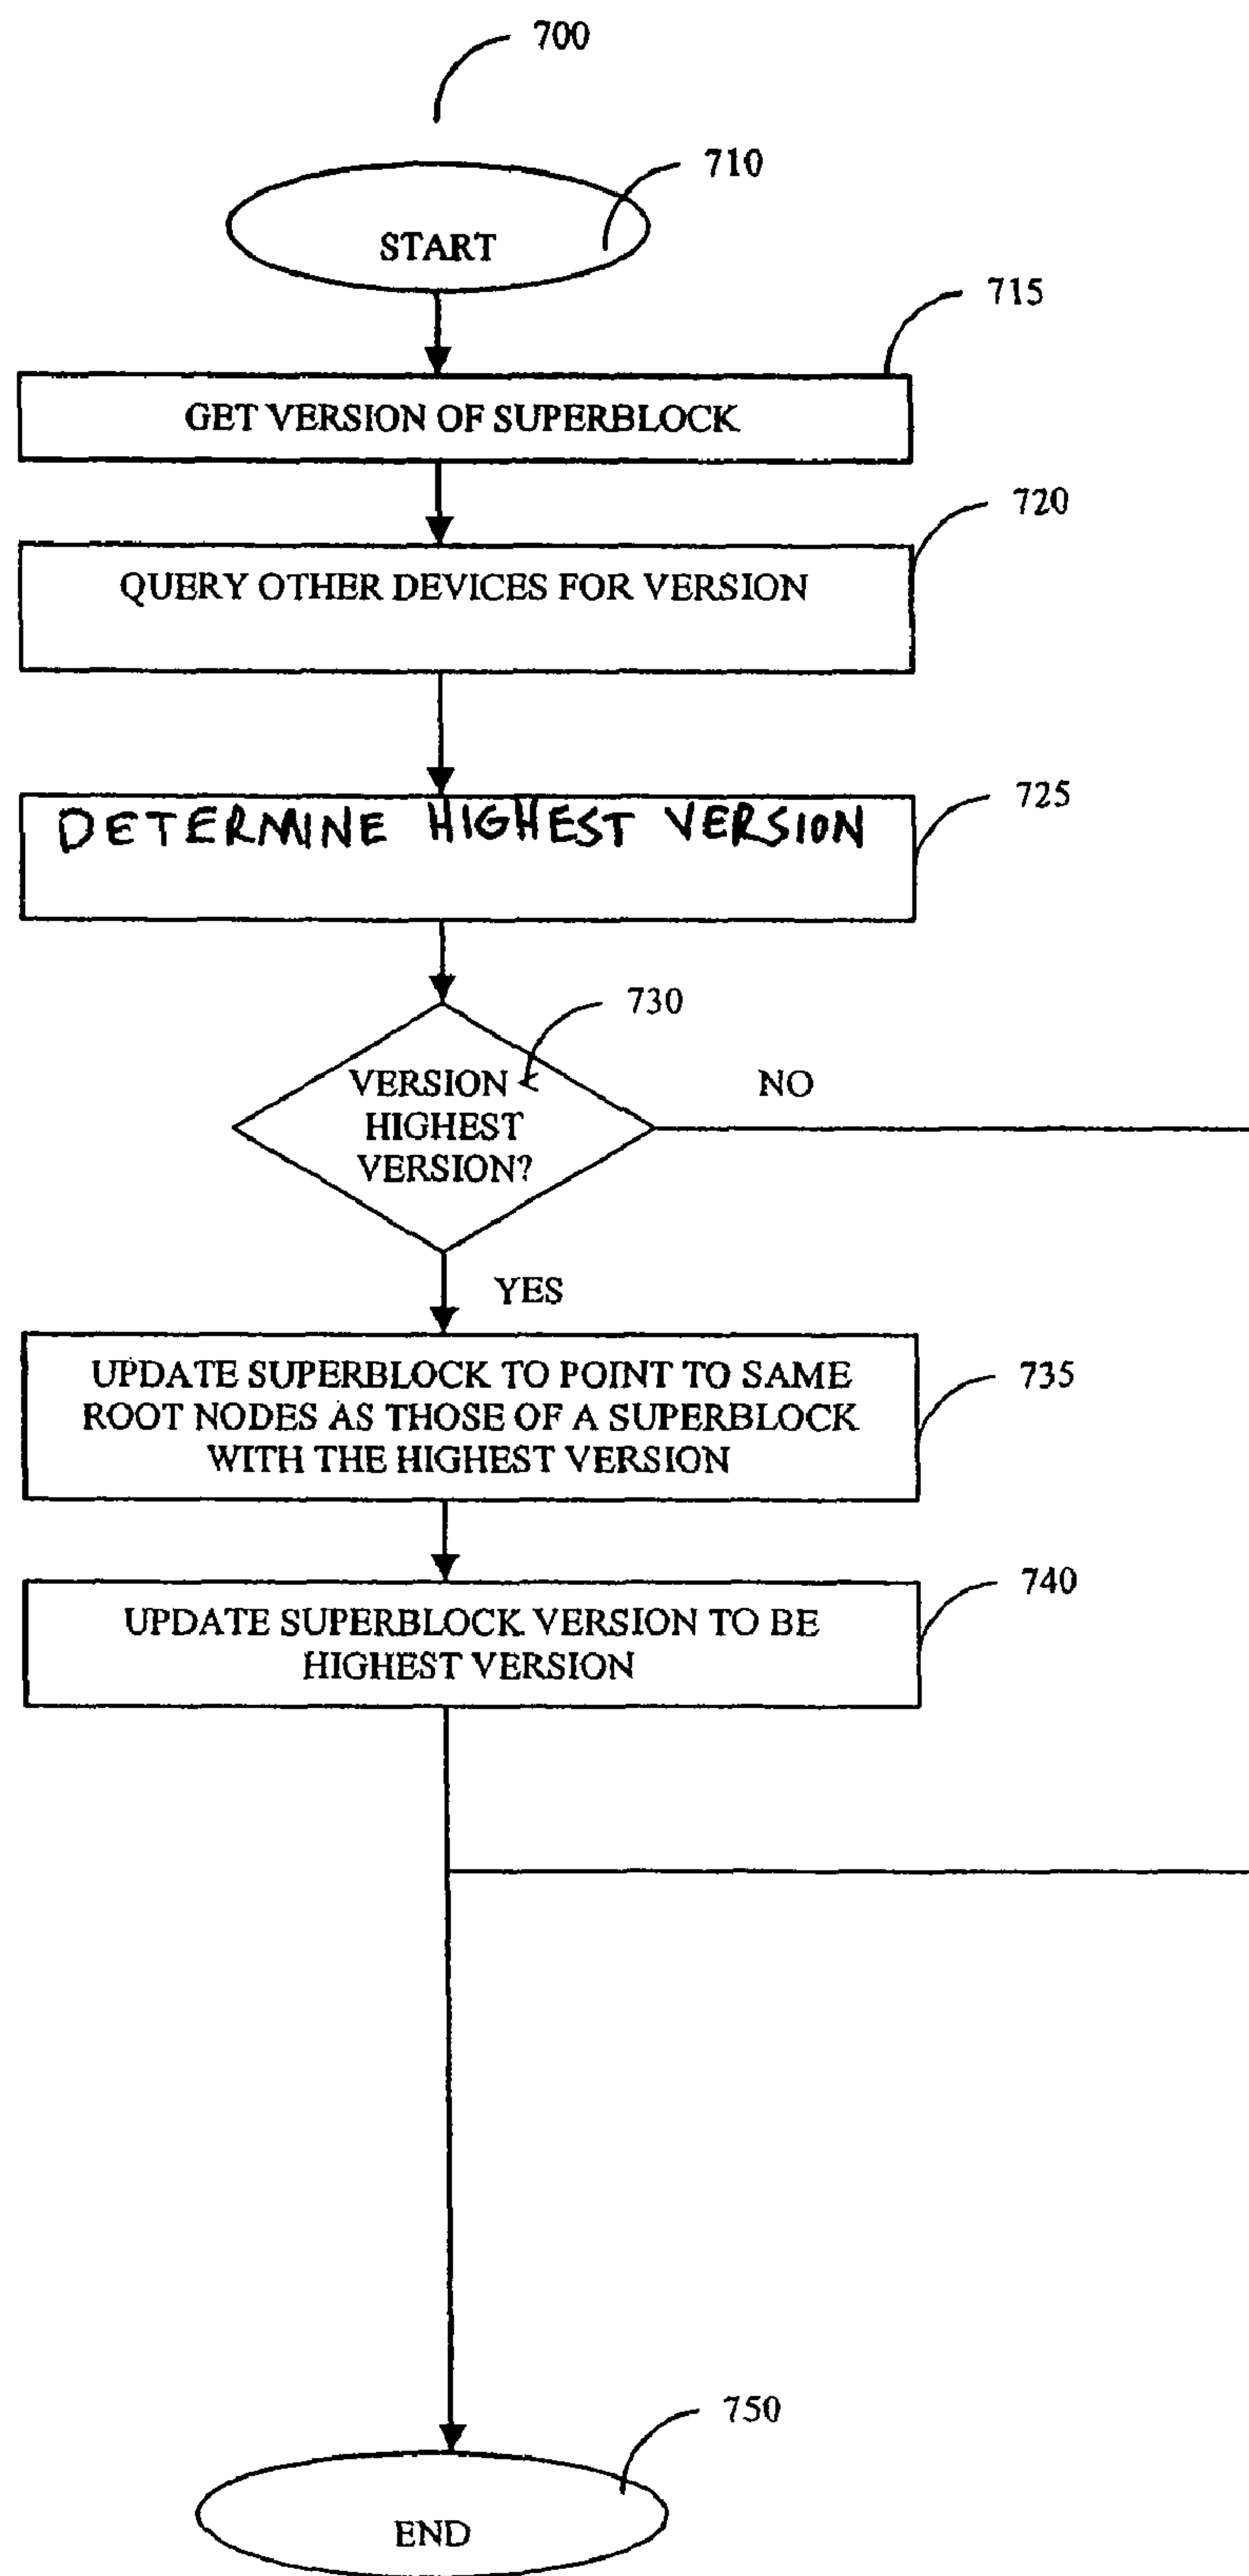 700
710
START
715
GET VERSION OF SUPERBLOCK
720
QUERY OTHER DEVICES FOR VERSION
725
DETERMINE HIGHEST VERSION
730
VERSION <
HIGHEST
VERSION?
NO
YES
UPDATE SUPERBLOCK TO POINT TO SAME
ROOT NODES AS THOSE OF A SUPERBLOCK
WITH THE HIGHEST VERSION
735
UPDATE SUPERBLOCK VERSION TO BE
HIGHEST VERSION
740
750
END